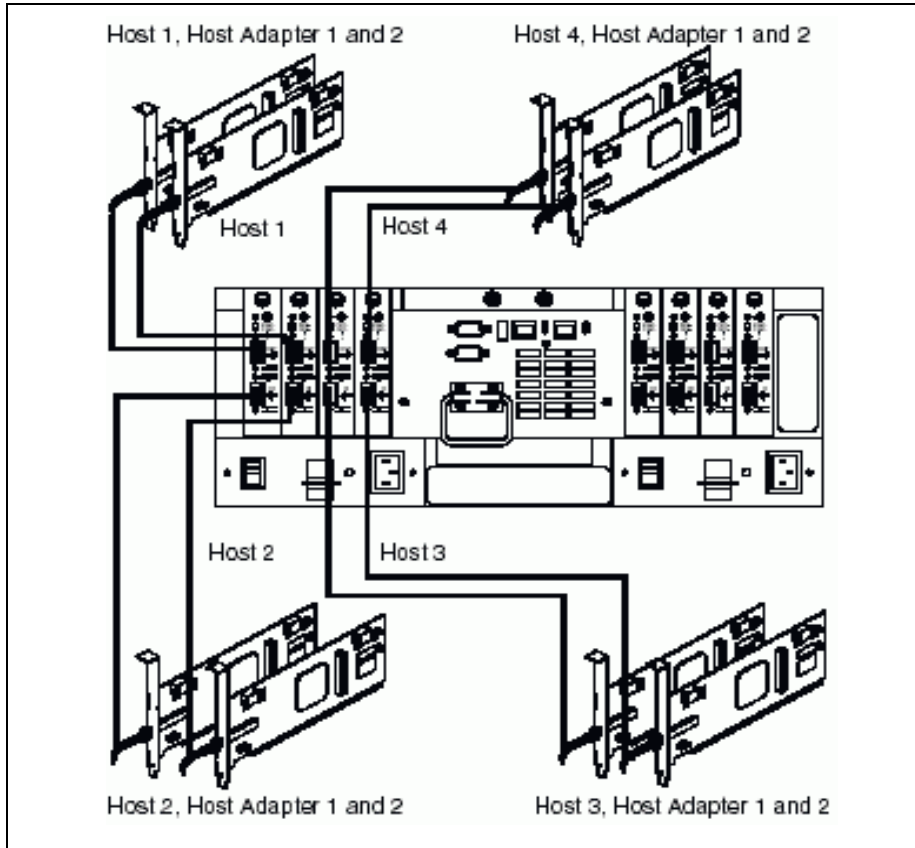 Host 1, Host Adapter 1 and 2
Host 4, Host Adapter 1 and 2
Host 1
Host 4
Host 2
Host 3
Host 2, Host Adapter 1 and 2
Host 3, Host Adapter 1 and 2